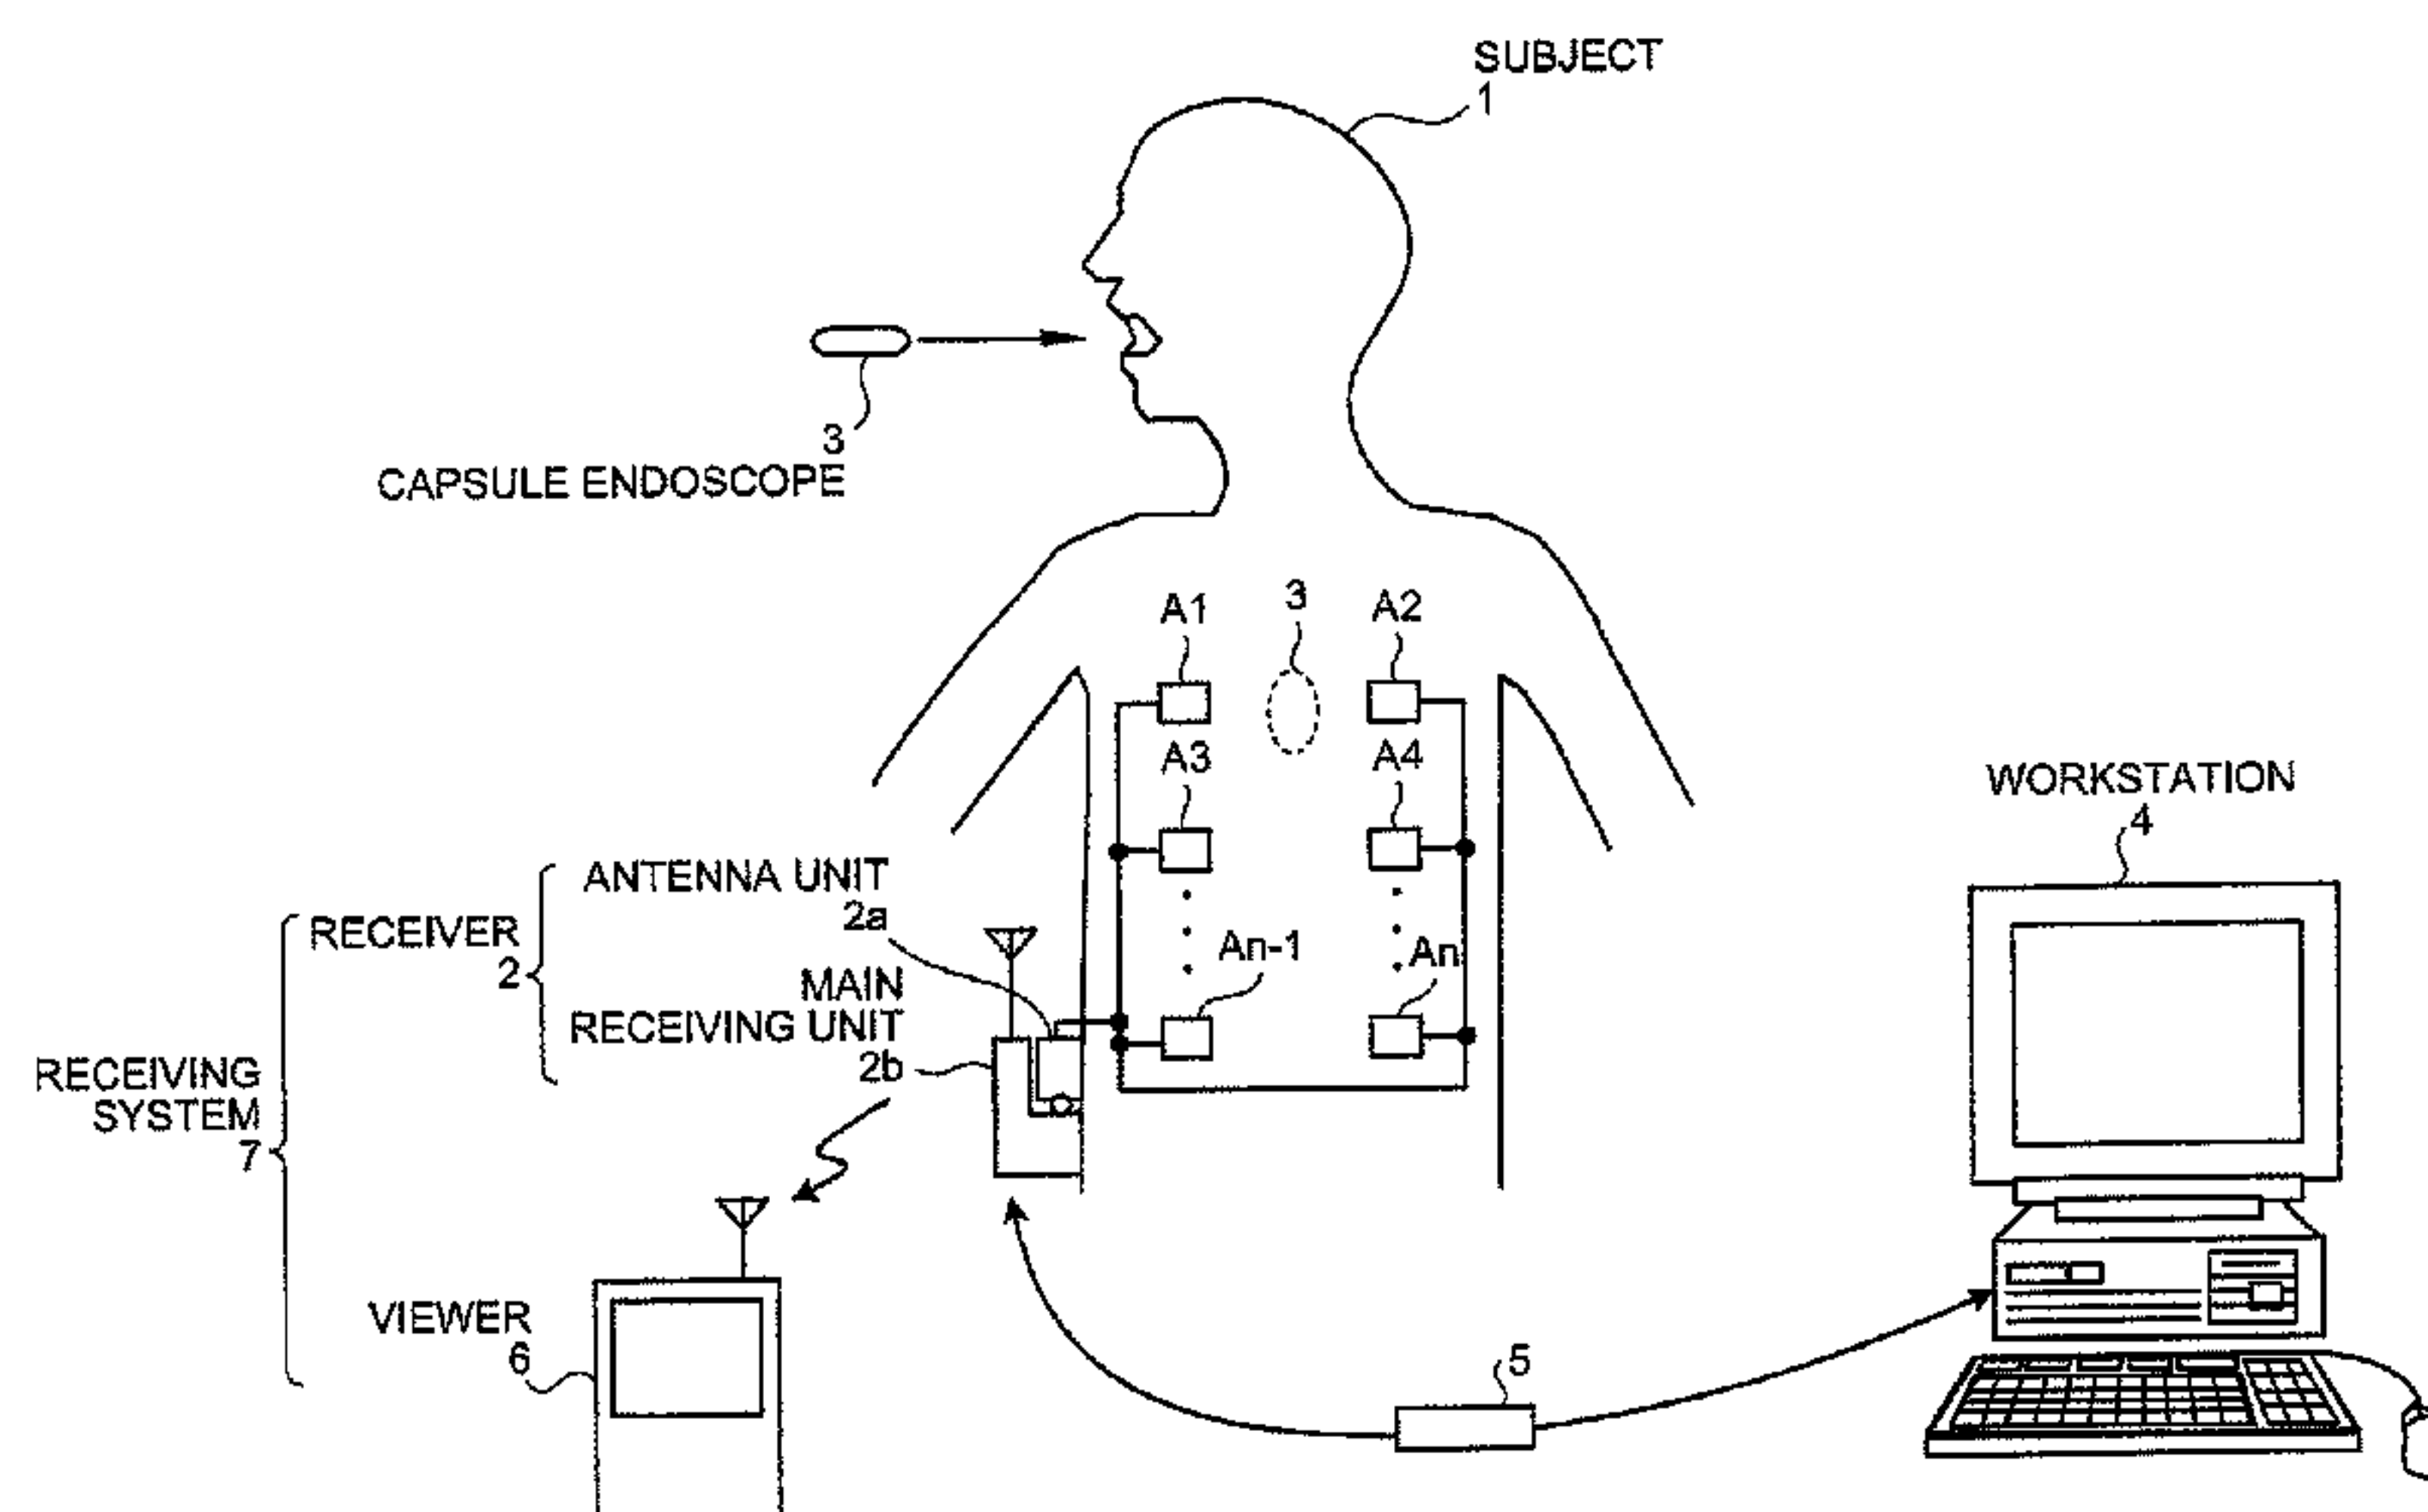 SUBJECT
1
3
CAPSULE ENDOSCOPE
A1
3
A2
A3
A4
WORKSTATION
4
ANTENNA UNIT
2a
RECEIVER
2
An-1
An
MAIN
RECEIVING UNIT
2b
RECEIVING
SYSTEM
7
VIEWER
6
5